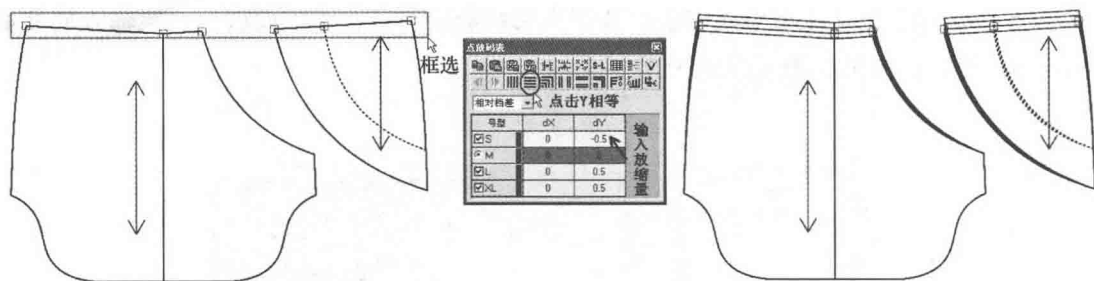 框选
点放码表
相对档差
点击Y相等
号型 dX dY
S 0 -0.5
M
L 0 0.5
XL 0 0.5
输入放缩量